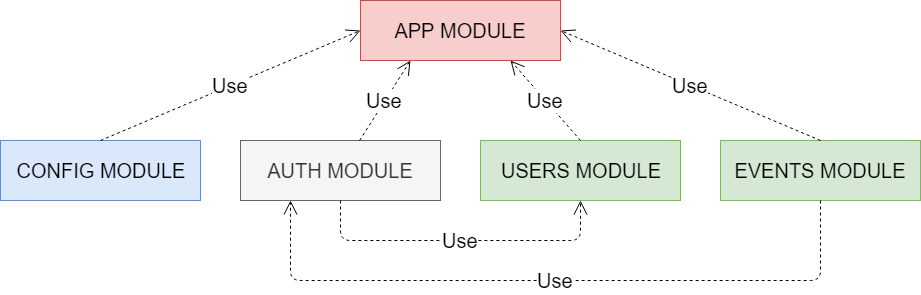 APP MODULE
Use
Use
Use
Use
CONFIG MODULE
AUTH MODULE
USERS MODULE
EVENTS MODULE
Use
Use